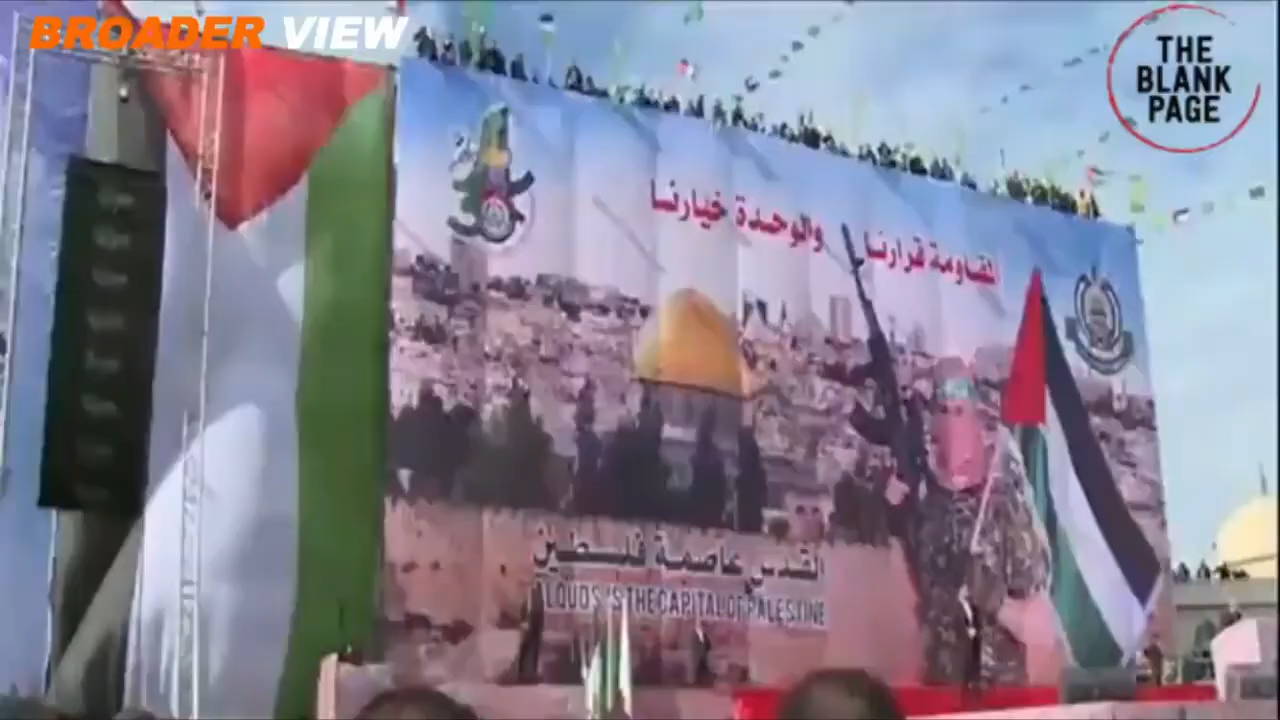 BROADER VIEW
THE
BLANK
PAGE
المقاومة قرارنا والوحدة خيارنا
القدس عاصمة فلسطين
ALQUDS IS THE CAPITAL OF PALESTINE